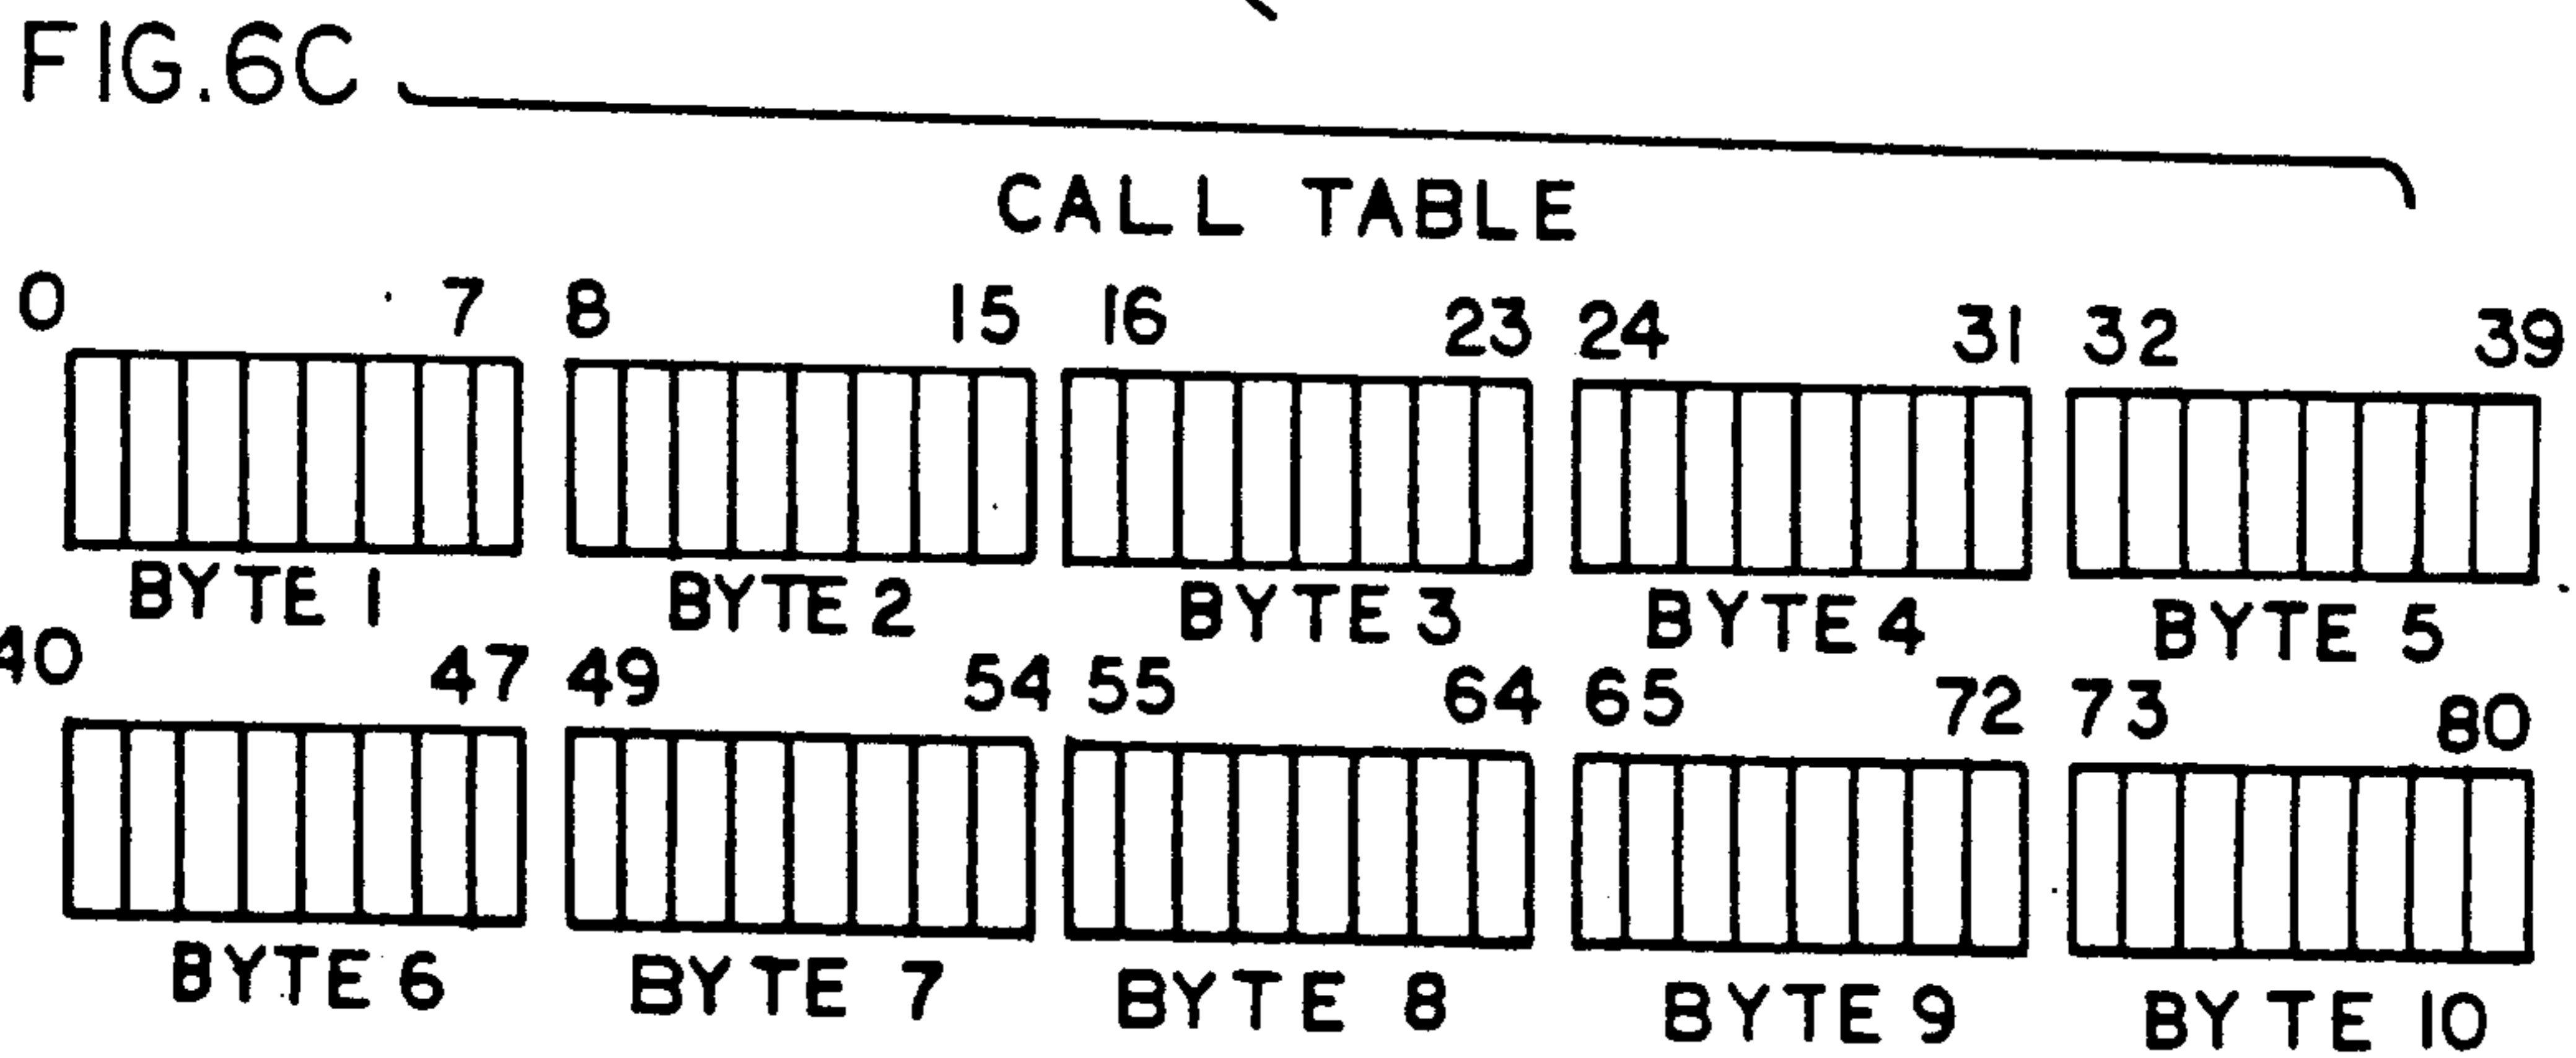 FIG.6C
CALL TABLE
0 7 8 15 16 23 24 31 32 39
BYTE 1 BYTE 2 BYTE 3 BYTE 4 BYTE 5
40 47 49 54 55 64 65 72 73 80
BYTE 6 BYTE 7 BYTE 8 BYTE 9 BYTE 10